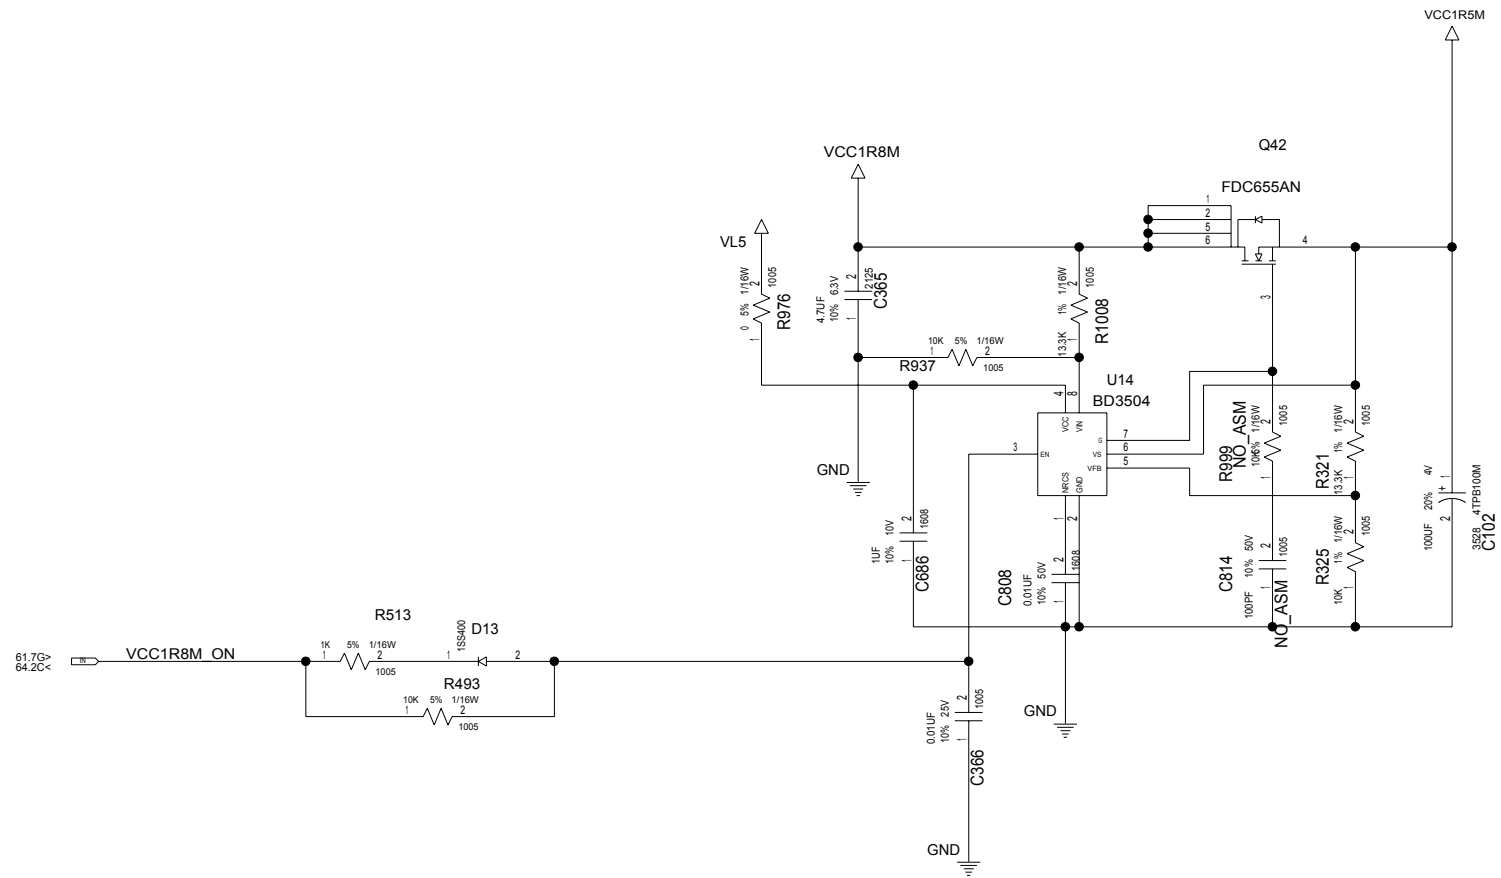 VCC1R5M
Q42
VCC1R8M
FDC655AN
1
2
5
6
4
3
VL5
R976
0 5% 1/16W
1005
2
1
C365
4.7UF 6.3V
10%
2125
2
1
R1008
13.3K 1% 1/16W
1005
2
1
R937
10K 5% 1/16W
1 2
1005
U14
BD3504
4
8
VCC
VIN
3
EN
G
7
VS
6
VFB
5
NRCS
GND
1
2
GND
R999
NO_ASM
10K 5% 1/16W
1005
2
1
R321
13.3K 1% 1/16W
1005
2
1
C102
100UF 20% 4V
3528 4TPB100M
+ 1
2
C686
1UF 10V
10%
1608
2
1
C808
0.01UF 50V
10%
1608
2
1
C814
NO_ASM
100PF 10% 50V
1005
2
1
R325
10K 1% 1/16W
1005
2
1
R513
1K 5% 1/16W
1 2
1005
D13
1SS400
1 2
61.7G>
64.2C<
IN
VCC1R8M_ON
R493
10K 5% 1/16W
1 2
1005
C366
0.01UF 25V
10%
1005
2
1
GND
GND